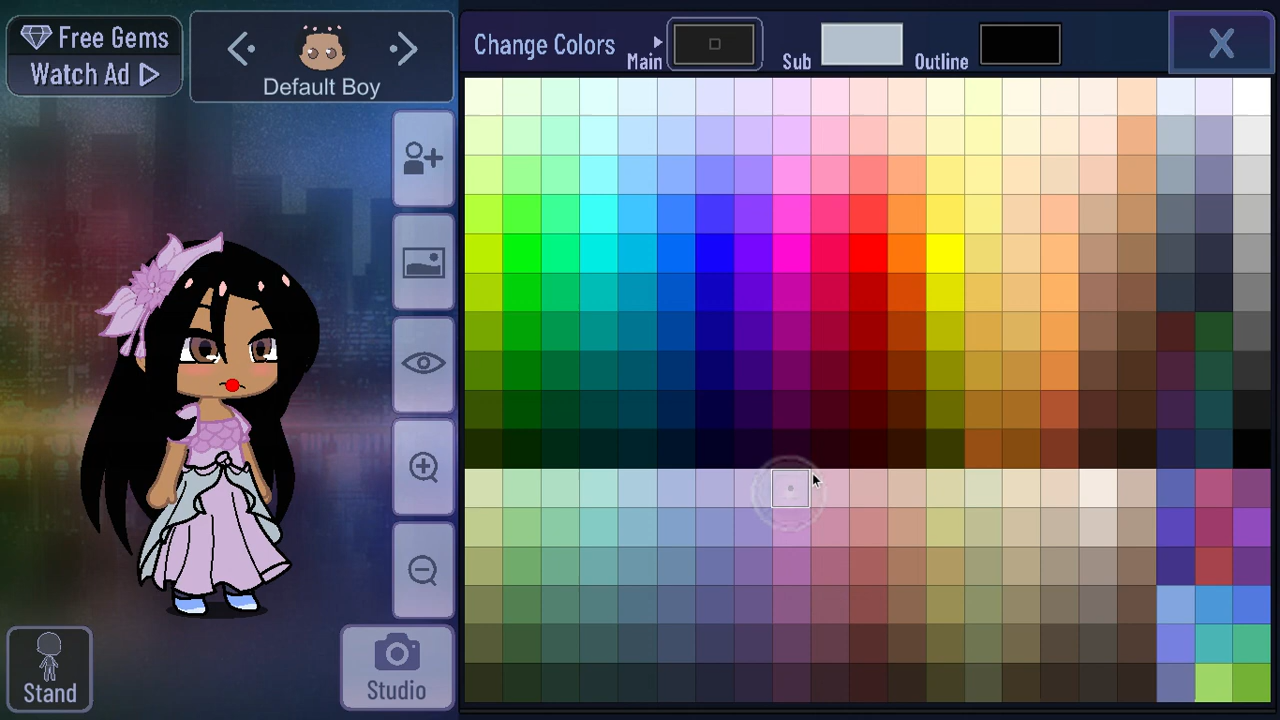 Free Gems
Watch Ad
Default Boy
Change Colors
Main
Sub
Outline
X
Stand
Studio